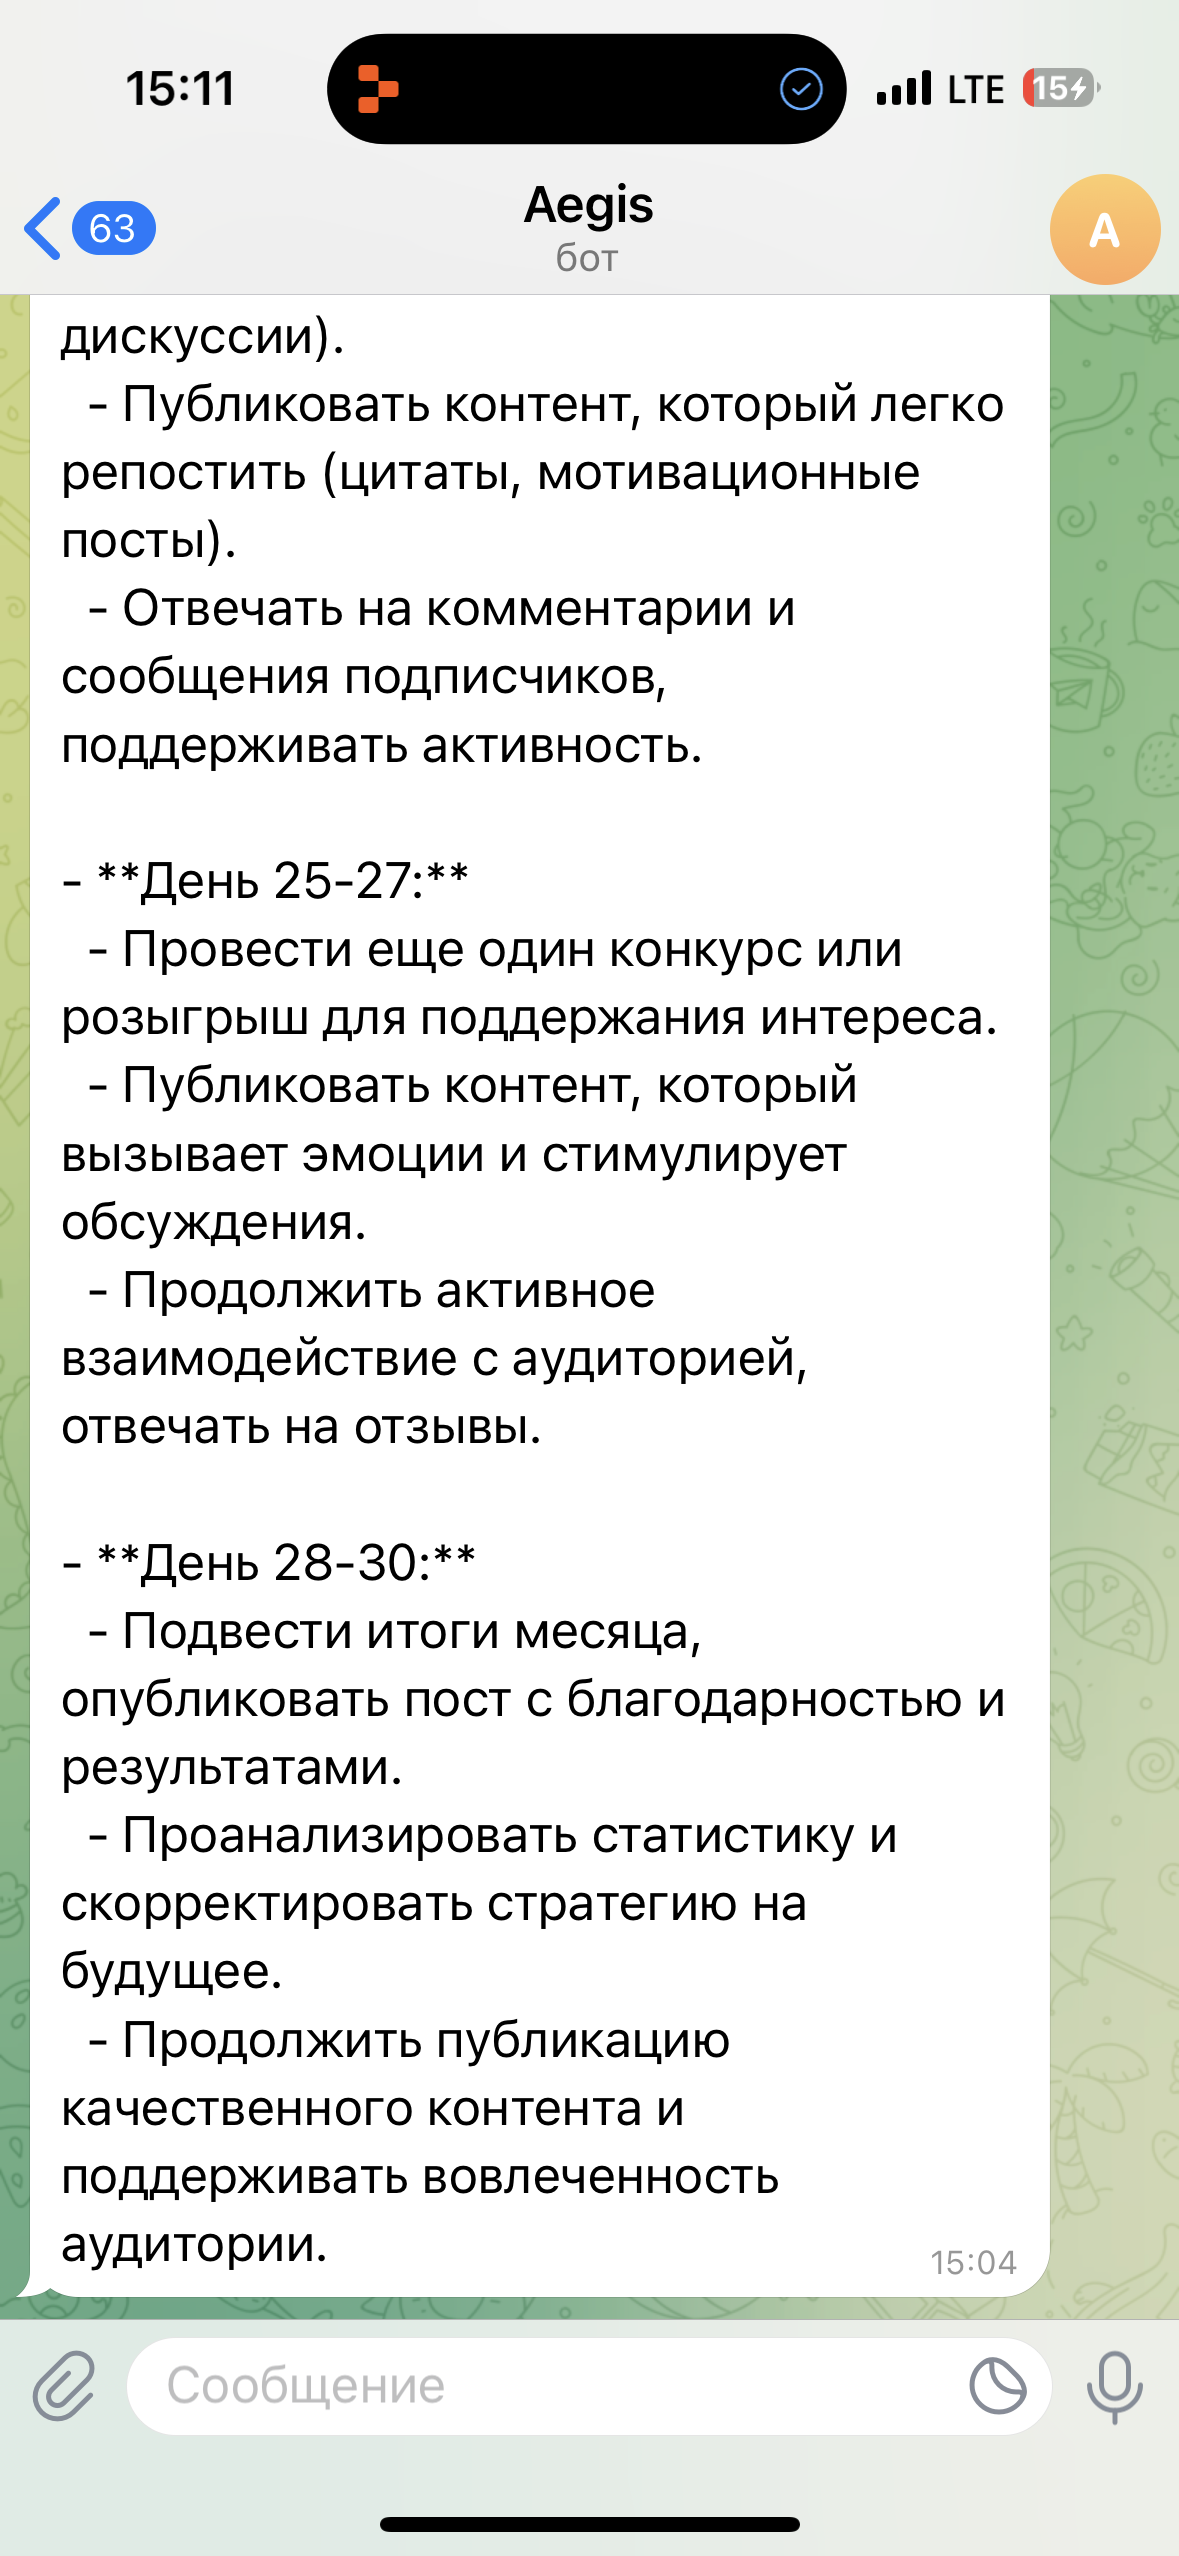 15:11
LTE
15
63
Aegis
бот
A
дискуссии).
- Публиковать контент, который легко
репостить (цитаты, мотивационные
посты).
- Отвечать на комментарии и
сообщения подписчиков,
поддерживать активность.
- **День 25-27:**
- Провести еще один конкурс или
розыгрыш для поддержания интереса.
- Публиковать контент, который
вызывает эмоции и стимулирует
обсуждения.
- Продолжить активное
взаимодействие с аудиторией,
отвечать на отзывы.
- **День 28-30:**
- Подвести итоги месяца,
опубликовать пост с благодарностью и
результатами.
- Проанализировать статистику и
скорректировать стратегию на
будущее.
- Продолжить публикацию
качественного контента и
поддерживать вовлеченность
аудитории.
15:04
Сообщение